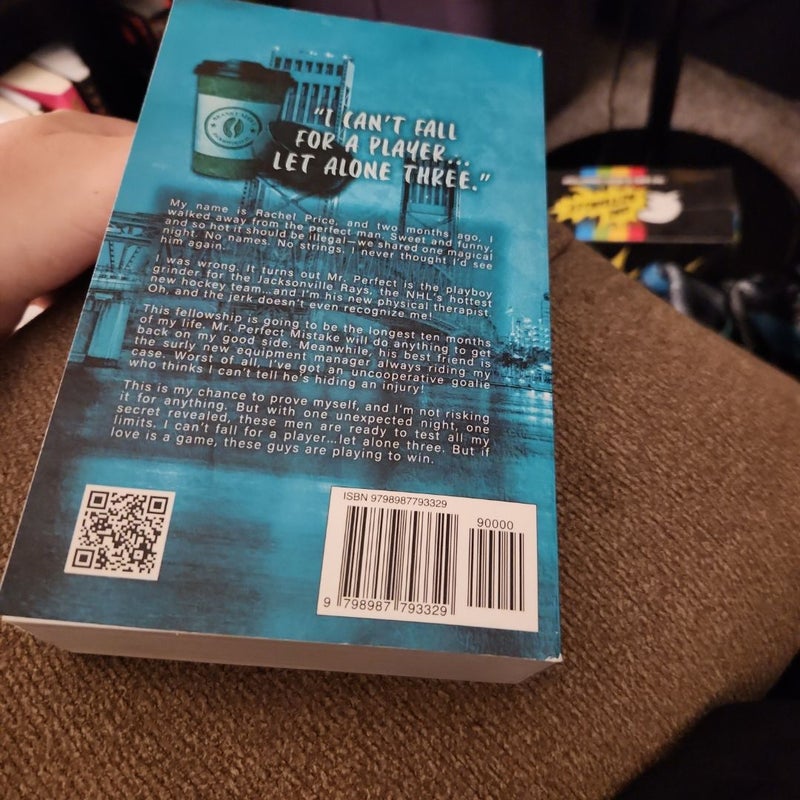 "I CAN'T FALL
FOR A PLAYER...
LET ALONE THREE."
My name is Rachel Price, and two months ago, I
walked away from the perfect man. Sweet and funny,
and so hot it should be illegal—we shared one magical
night. No names. No strings. I never thought I'd see
him again.
I was wrong. It turns out Mr. Perfect is the playboy
grinder for the Jacksonville Rays, the NHL's hottest
new hockey team...and I'm his new physical therapist.
Oh, and the jerk doesn't even recognize me!
This fellowship is going to be the longest ten months
of my life. Mr. Perfect Mistake will do anything to get
back on my good side. Meanwhile, his best friend is
the surly new equipment manager always riding my
case. Worst of all, I've got an uncooperative goalie
who thinks I can't tell he's hiding an injury!
This is my chance to prove myself, and I'm not risking
it for anything. But with one unexpected night, one
secret revealed, these men are ready to test all my
limits. I can't fall for a player...let alone three. But if
love is a game, these guys are playing to win.
ISBN 9798987793329
90000
9 798987 793329